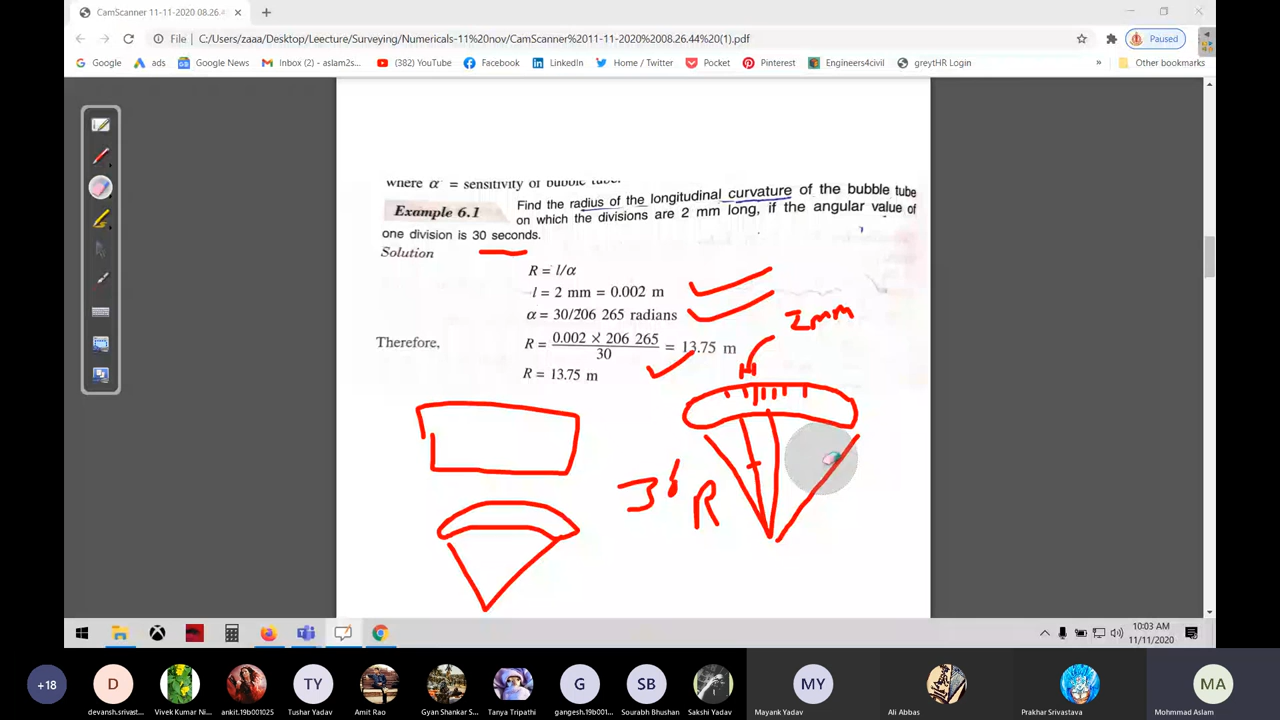 CamScanner 11-11-2020 08.26.4
File
C:/Users/zaaa/Desktop/Leecture/Surveying/Numericals-11%20nov/CamScanner%2011-11-2020%2008.26.44%20(1).pdf
Paused
Google
ads
Google News
Inbox (2) - aslam2s...
(382) YouTube
Facebook
LinkedIn
Home / Twitter
Pocket
Pinterest
Engineers4civil
greytHR Login
»
Other bookmarks
where α' = sensitivity of bubble tube.
Example 6.1 Find the radius of the longitudinal curvature of the bubble tube
on which the divisions are 2 mm long, if the angular value of
one division is 30 seconds.
Solution
R = l/α
l = 2 mm = 0.002 m
α = 30/206 265 radians
2mm
Therefore, R = 0.002 × 206 265 / 30 = 13.75 m
R = 13.75 m
R
10:03 AM
11/11/2020
+18
D
TY
G
SB
MY
MA
devansh.srivast...
Vivek Kumar Ni...
ankit.19b001025
Tushar Yadav
Amit Rao
Gyan Shankar S...
Tanya Tripathi
gangesh.19b001...
Sourabh Bhushan
Sakshi Yadav
Mayank Yadav
Ali Abbas
Prakhar Srivastava
Mohmmad Aslam